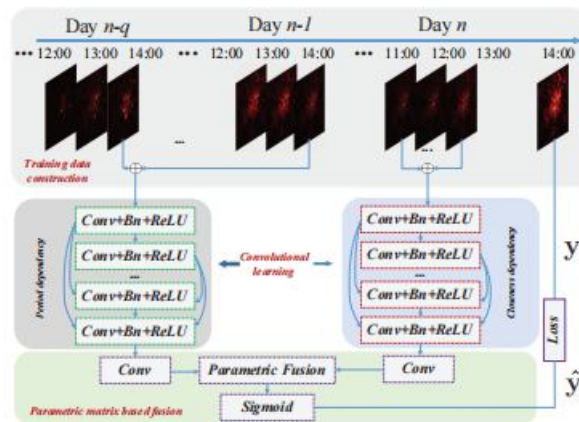 Day n-q Day n-1 Day n
••• 12:00 13:00 14:00 ••• 12:00 13:00 14:00 ••• 11:00 12:00 13:00 14:00
... ...
Training data
construction
Period dependency
Conv+Bn+ReLU
Conv+Bn+ReLU
...
Conv+Bn+ReLU
Conv+Bn+ReLU
Convolutional
learning
Conv+Bn+ReLU
Conv+Bn+ReLU
...
Conv+Bn+ReLU
Conv+Bn+ReLU
Closeness dependency
y
Loss
ŷ
Conv Parametric Fusion Conv
Sigmoid
Parametric matrix based fusion